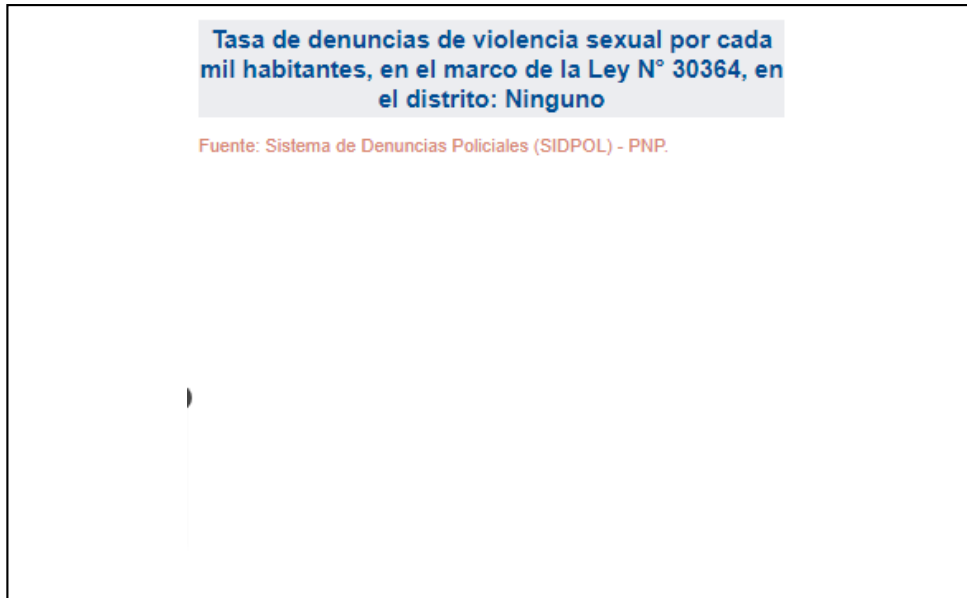 Tasa de denuncias de violencia sexual por cada
mil habitantes, en el marco de la Ley N° 30364, en
el distrito: Ninguno
Fuente: Sistema de Denuncias Policiales (SIDPOL) - PNP.